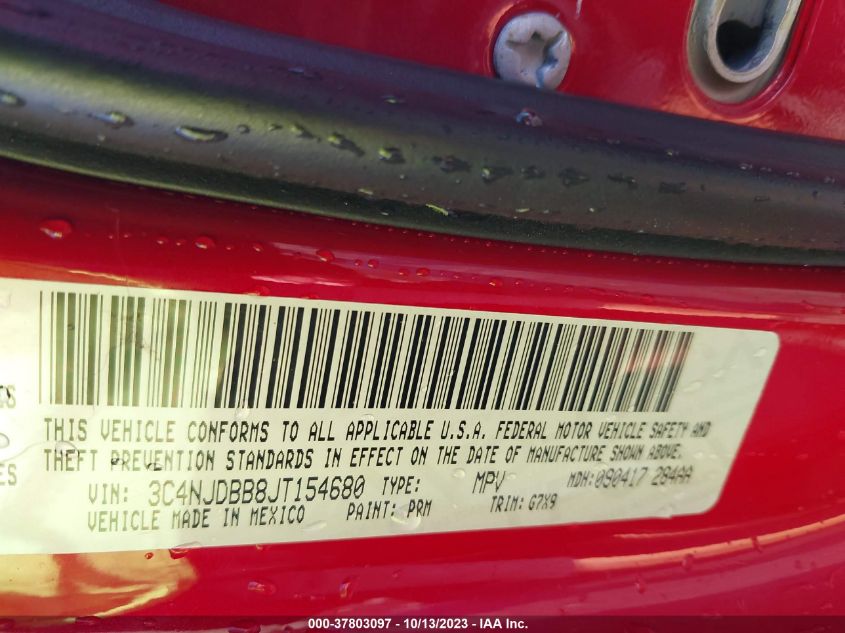 ES
ES
THIS VEHICLE CONFORMS TO ALL APPLICABLE U.S.A. FEDERAL MOTOR VEHICLE SAFETY AND
THEFT PREVENTION STANDARDS IN EFFECT ON THE DATE OF MANUFACTURE SHOWN ABOVE.
VIN: 3C4NJDBB8JT154680 TYPE: MPV MDH:090417 284AA
VEHICLE MADE IN MEXICO PAINT: PRM TRIM: G7X9
000-37803097 - 10/13/2023 - IAA Inc.